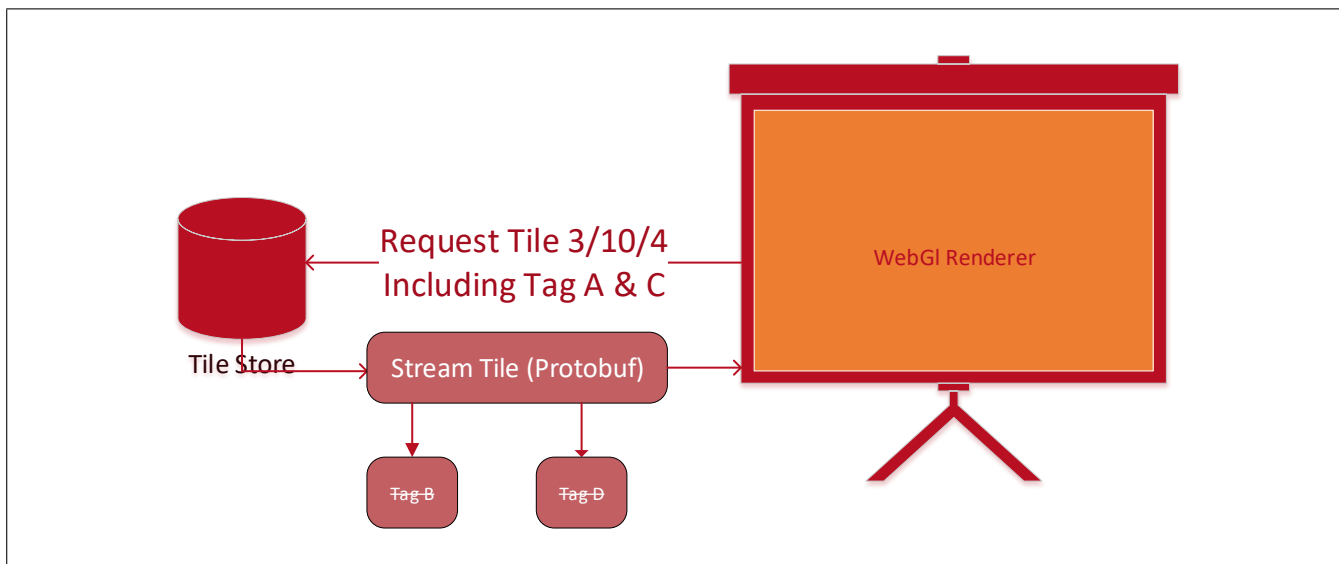 Request Tile 3/10/4
Including Tag A & C
WebGl Renderer
Tile Store
Stream Tile (Protobuf)
Tag B
Tag D